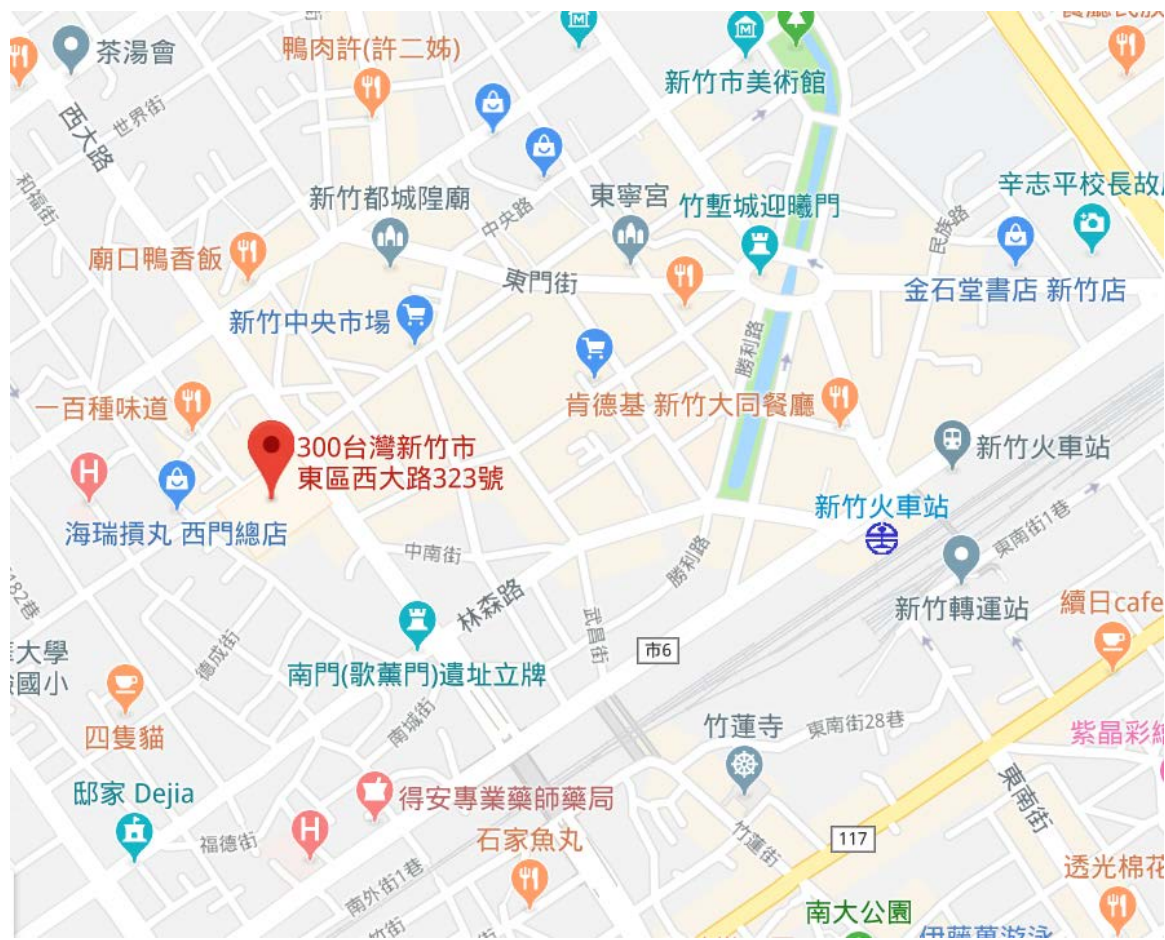 茶湯會
鴨肉許(許二姊)
新竹市美術館
西大路
世界街
和福街
新竹都城隍廟
中央路
東寧宮
竹塹城迎曦門
民族路
辛志平校長故
廟口鴨香飯
東門街
金石堂書店 新竹店
新竹中央市場
勝利路
一百種味道
肯德基 新竹大同餐廳
300台灣新竹市
東區西大路323號
新竹火車站
海瑞摃丸 西門總店
新竹火車站
東南街1巷
中南街
林森路
勝利路
新竹轉運站
續日cafe
182巷
武昌街
市6
大學
國小
德成街
南門(歌薰門)遺址立牌
四隻貓
南城街
竹蓮寺
東南街28巷
紫晶彩
邸家 Dejia
得安專業藥師藥局
東南街
福德街
石家魚丸
竹蓮街
117
南外街1巷
透光棉花
南大公園